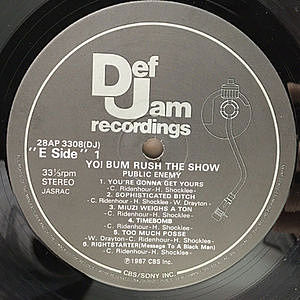 Def
Jam
recordings
28AP 3308(DJ)
"E Side" 1
YO! BUM RUSH THE SHOW
PUBLIC ENEMY
33⅓rpm
STEREO
JASRAC
1. YOU'RE GONNA GET YOURS
C. Ridenhour - H. Shocklee -
2. SOPHISTICATED BITCH
C. Ridenhour - H. Shocklee - W. Drayton -
3. MIUZI WEIGHS A TON
C. Ridenhour - H. Shocklee -
4. TIMEBOMB
C. Ridenhour - H. Shocklee -
5. TOO MUCH POSSE
W. Drayton - C. Ridenhour - H. Shocklee -
6. RIGHTSTARTER(Message To A Black Man)
C. Ridenhour - H. Shocklee -
℗ 1987 CBS Inc.
CBS/SONY INC.